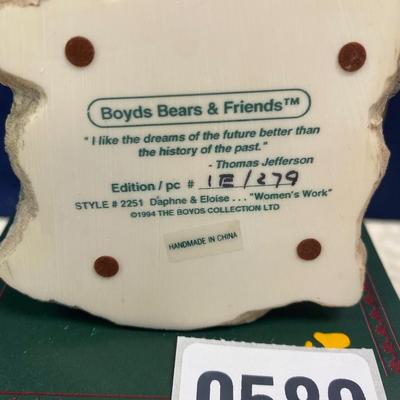 Boyds Bears & Friends™
"I like the dreams of the future better than
the history of the past."
- Thomas Jefferson
Edition / pc # 1E/279
STYLE # 2251 Daphne & Eloise . . . "Women's Work"
©1994 THE BOYDS COLLECTION LTD
HANDMADE IN CHINA
0589